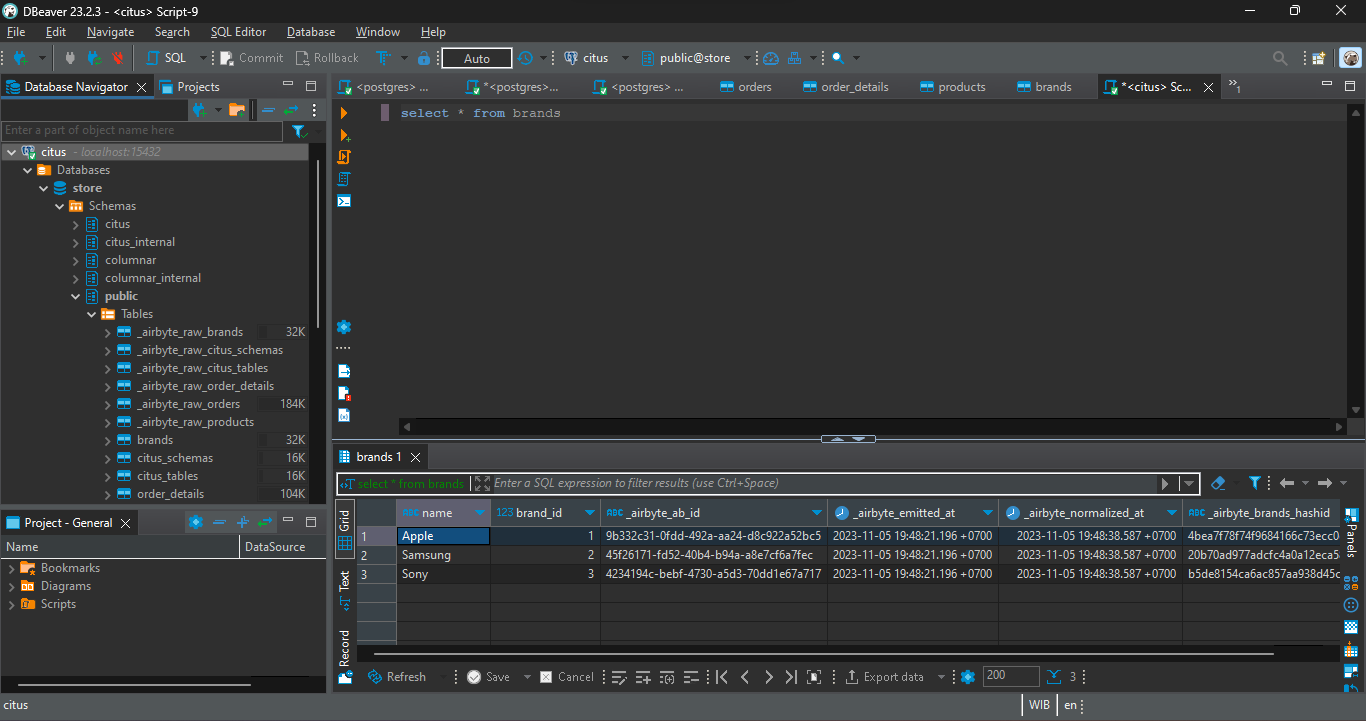 DBeaver 23.2.3 - <citus> Script-9
File Edit Navigate Search SQL Editor Database Window Help
SQL Commit Rollback Auto citus public@store
Database Navigator Projects
<postgres> ... *<postgres>... <postgres> ... orders order_details products brands *<citus> Sc... »1
Enter a part of object name here
citus - localhost:15432
Databases
store
Schemas
citus
citus_internal
columnar
columnar_internal
public
Tables
_airbyte_raw_brands 32K
_airbyte_raw_citus_schemas
_airbyte_raw_citus_tables
_airbyte_raw_order_details
_airbyte_raw_orders 184K
_airbyte_raw_products
brands 32K
citus_schemas 16K
citus_tables 16K
order_details 104K
select * from brands
Project - General
Name DataSource
Bookmarks
Diagrams
Scripts
brands 1
select * from brands Enter a SQL expression to filter results (use Ctrl+Space)
Grid
Text
Record
ABC name 123 brand_id ABC _airbyte_ab_id _airbyte_emitted_at _airbyte_normalized_at ABC _airbyte_brands_hashid
1 Apple 1 9b332c31-0fdd-492a-aa24-d8c922a52bc5 2023-11-05 19:48:21.196 +0700 2023-11-05 19:48:38.587 +0700 4bea7f78f74f9684166c73ecc0
2 Samsung 2 45f26171-fd52-40b4-b94a-a8e7cf6a7fec 2023-11-05 19:48:21.196 +0700 2023-11-05 19:48:38.587 +0700 20b70ad977adcfc4a0a12eca5
3 Sony 3 4234194c-bebf-4730-a5d3-70dd1e67a717 2023-11-05 19:48:21.196 +0700 2023-11-05 19:48:38.587 +0700 b5de8154ca6ac857aa938d45c
Panels
Refresh Save Cancel Export data 200 3
citus WIB en